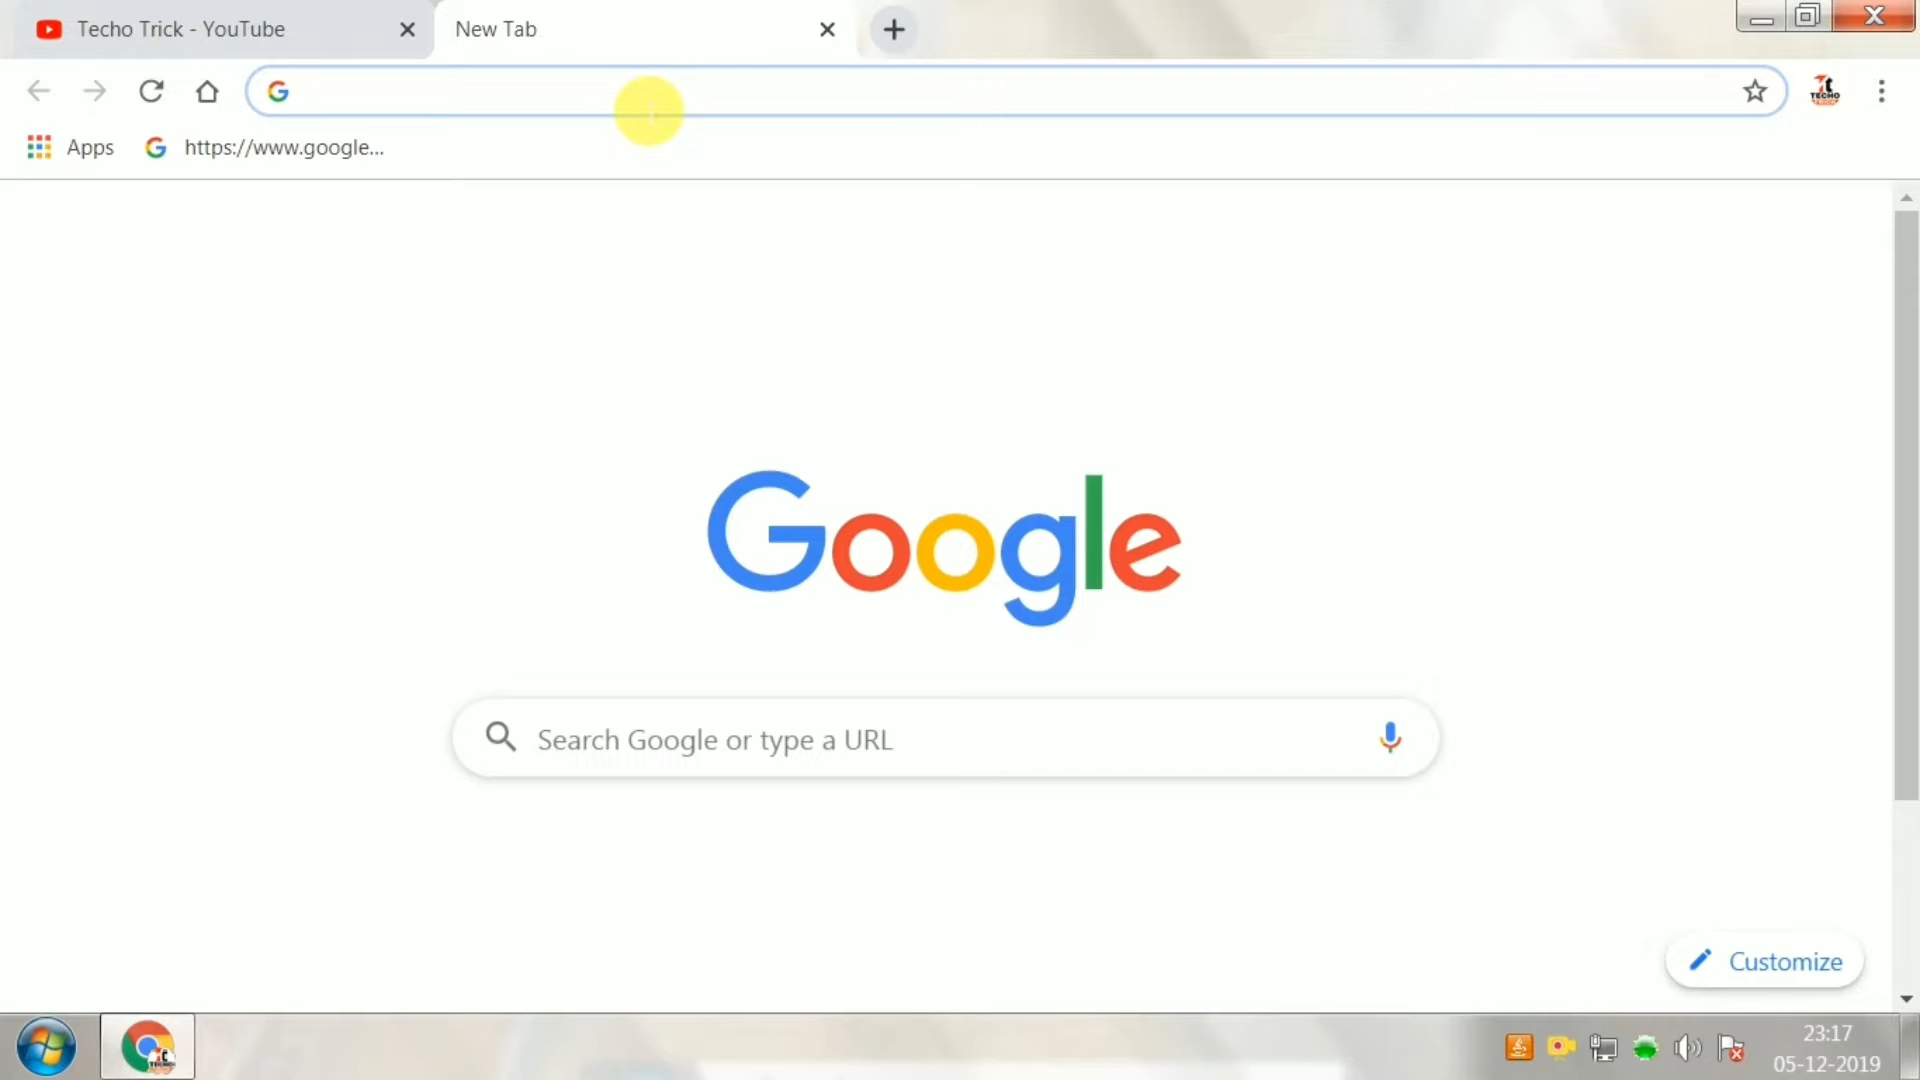 Techo Trick - YouTube
New Tab
TECHO
Apps
https://www.google...
Google
Search Google or type a URL
Customize
23:17
05-12-2019